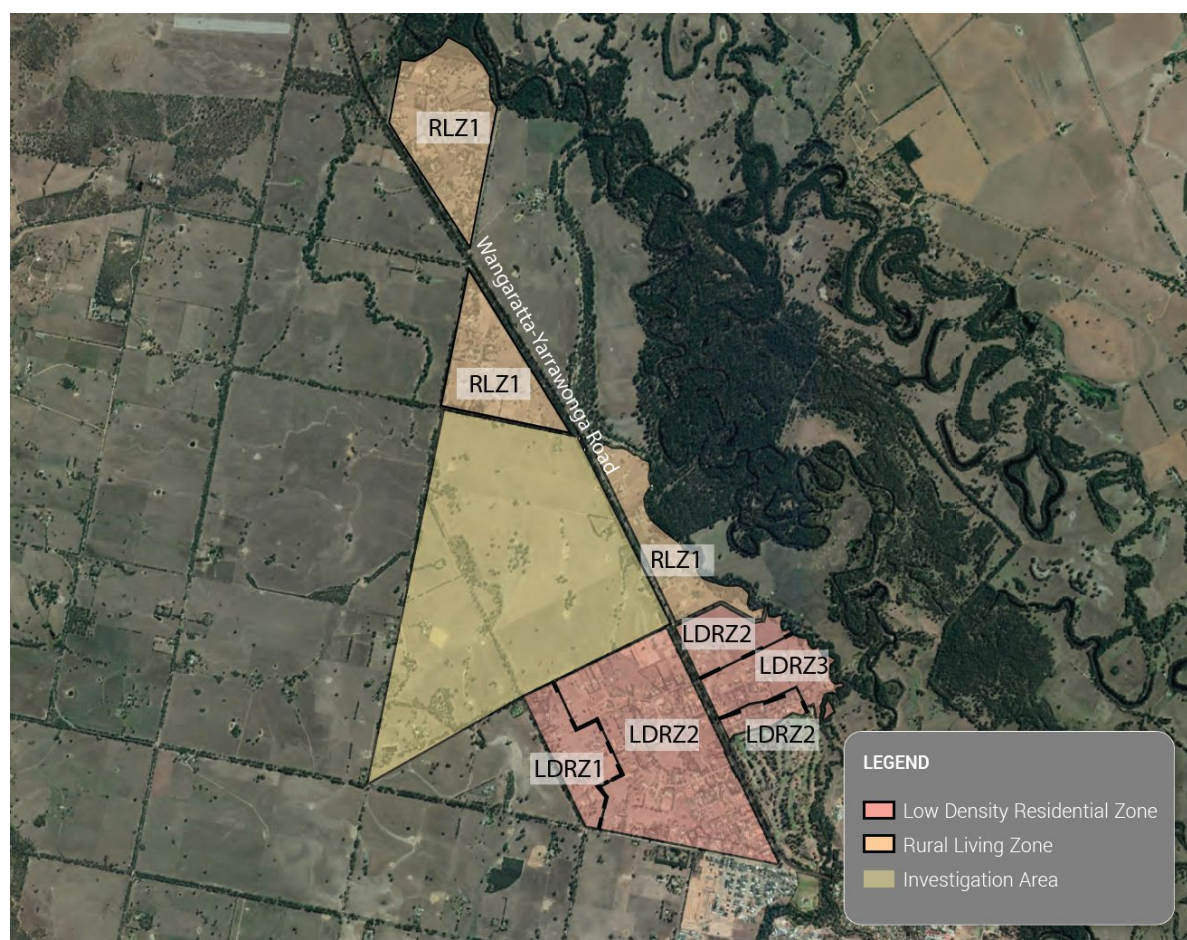 RLZ1
Wangaratta-Yarrawonga Road
RLZ1
RLZ1
LDRZ2
LDRZ3
LDRZ2
LDRZ2
LDRZ1
LEGEND
Low Density Residential Zone
Rural Living Zone
Investigation Area